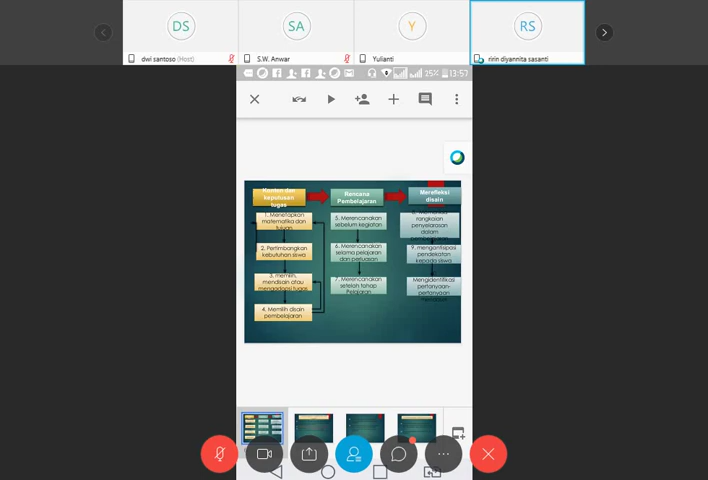 DS
SA
Y
RS
dwi santoso (Host)
S.W. Anwar
Yulianti
ririn diyannita sasanti
25% 13:57
Konten dan
keputusan
tugas
Rencana
Pembelajaran
Merefleksi
disain
1. Menetapkan
matematika dan
tujuan
2. Pertimbangkan
kebutuhan siswa
3. memilih,
mendisain atau
mengadopsi tugas
4. Memilih disain
pembelajaran
5. Merencanakan
sebelum kegiatan
6. Merencanakan
selama pelajaran
7. Merencanakan
setelah tahap
Pelajaran
rangkaian
penyelarasan
dalam
9. mengantisipasi
pendekatan
kepada siswa
Mengidentifikasi
pertanyaan-
pertanyaan